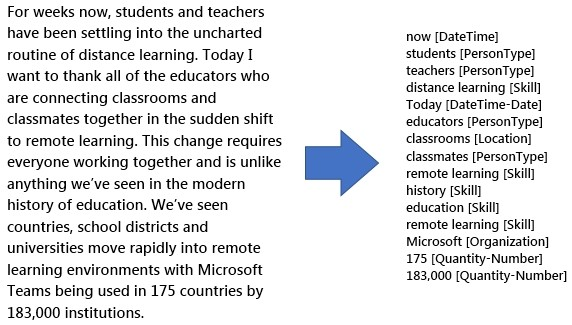 For weeks now, students and teachers
have been settling into the uncharted
routine of distance learning. Today I
want to thank all of the educators who
are connecting classrooms and
classmates together in the sudden shift
to remote learning. This change requires
everyone working together and is unlike
anything we've seen in the modern
history of education. We've seen
countries, school districts and
universities move rapidly into remote
learning environments with Microsoft
Teams being used in 175 countries by
183,000 institutions.
now [DateTime]
students [PersonType]
teachers [PersonType]
distance learning [Skill]
Today [DateTime-Date]
educators [PersonType]
classrooms [Location]
classmates [PersonType]
remote learning [Skill]
history [Skill]
education [Skill]
remote learning [Skill]
Microsoft [Organization]
175 [Quantity-Number]
183,000 [Quantity-Number]